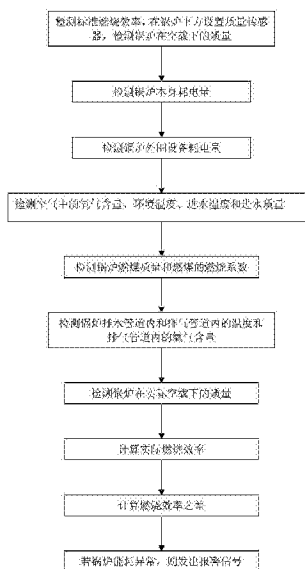 检测标准燃烧效率；在锅炉下方设置质量传感
器，检测锅炉在空载下的质量
检测锅炉本身耗电量
检测锅炉外围设备耗电量
检测空气中的氧气含量、环境温度、进水温度和进水质量
检测锅炉燃煤质量和燃煤的燃烧系数
检测锅炉排水管道内和排气管道内的温度和
排气管道内的氧气含量
检测锅炉在实际空载下的质量
计算实际燃烧效率
计算燃烧效率之差
若锅炉能耗异常，则发出报警信号